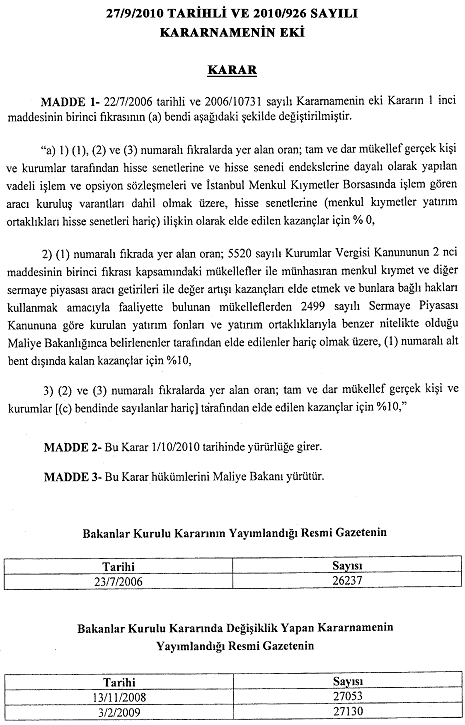 27/9/2010 TARİHLİ VE 2010/926 SAYILI
KARARNAMENİN EKİ
KARAR
MADDE 1- 22/7/2006 tarihli ve 2006/10731 sayılı Kararnamenin eki Kararın 1 inci
maddesinin birinci fıkrasının (a) bendi aşağıdaki şekilde değiştirilmiştir.
“a) 1) (1), (2) ve (3) numaralı fıkralarda yer alan oran; tam ve dar mükellef gerçek kişi
ve kurumlar tarafından hisse senetlerine ve hisse senedi endekslerine dayalı olarak yapılan
vadeli işlem ve opsiyon sözleşmeleri ve İstanbul Menkul Kıymetler Borsasında işlem gören
aracı kuruluş varantları dahil olmak üzere, hisse senetlerine (menkul kıymetler yatırım
ortaklıkları hisse senetleri hariç) ilişkin olarak elde edilen kazançlar için % 0,
2) (1) numaralı fıkrada yer alan oran; 5520 sayılı Kurumlar Vergisi Kanununun 2 nci
maddesinin birinci fıkrası kapsamındaki mükellefler ile münhasıran menkul kıymet ve diğer
sermaye piyasası aracı getirileri ile değer artışı kazançları elde etmek ve bunlara bağlı hakları
kullanmak amacıyla faaliyette bulunan mükelleflerden 2499 sayılı Sermaye Piyasası
Kanununa göre kurulan yatırım fonları ve yatırım ortaklıklarıyla benzer nitelikte olduğu
Maliye Bakanlığınca belirlenenler tarafından elde edilenler hariç olmak üzere, (1) numaralı alt
bent dışında kalan kazançlar için %10,
3) (2) ve (3) numaralı fıkralarda yer alan oran; tam ve dar mükellef gerçek kişi ve
kurumlar [(c) bendinde sayılanlar hariç] tarafından elde edilen kazançlar için %10,”
MADDE 2- Bu Karar 1/10/2010 tarihinde yürürlüğe girer.
MADDE 3- Bu Karar hükümlerini Maliye Bakanı yürütür.
Bakanlar Kurulu Kararının Yayımlandığı Resmi Gazetenin
Tarihi Sayısı
23/7/2006 26237
Bakanlar Kurulu Kararında Değişiklik Yapan Kararnamenin
Yayımlandığı Resmi Gazetenin
Tarihi Sayısı
13/11/2008 27053
3/2/2009 27130